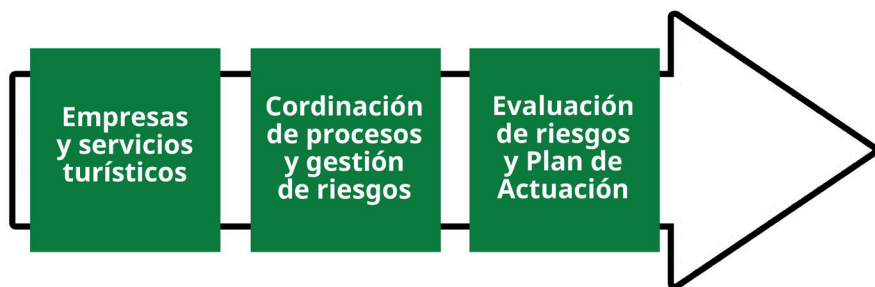 Empresas
y servicios
turísticos
Cordinación
de procesos
y gestión
de riesgos
Evaluación
de riesgos
y Plan de
Actuación